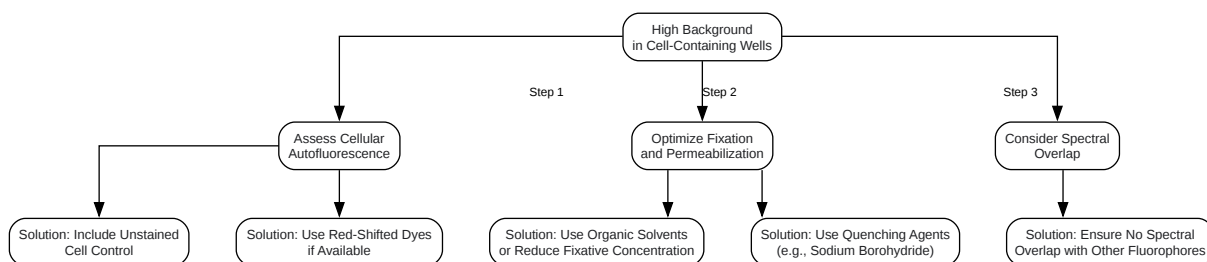 High Background
in Cell-Containing Wells
Step 1
Step 2
Step 3
Assess Cellular
Autofluorescence
Optimize Fixation
and Permeabilization
Consider Spectral
Overlap
Solution: Include Unstained
Cell Control
Solution: Use Red-Shifted Dyes
if Available
Solution: Use Organic Solvents
or Reduce Fixative Concentration
Solution: Use Quenching Agents
(e.g., Sodium Borohydride)
Solution: Ensure No Spectral
Overlap with Other Fluorophores